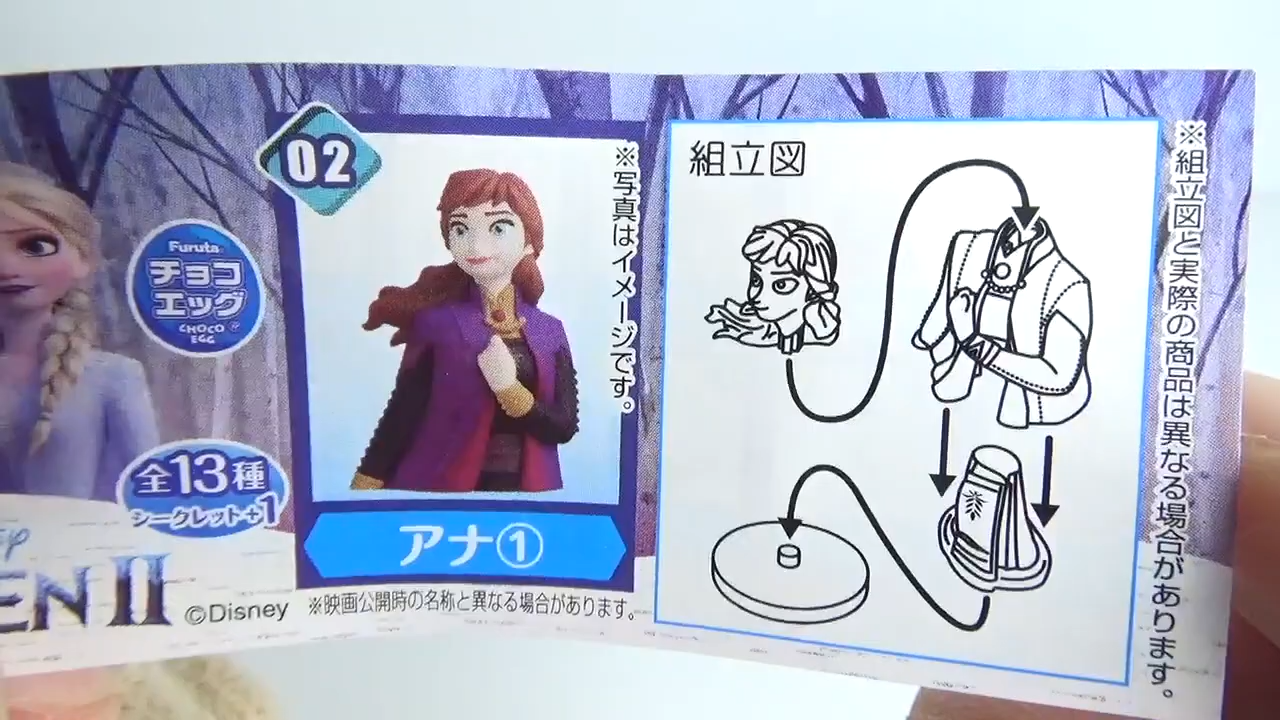 Furuta
チョコ
エッグ
CHOCO
EGG
全13種
シークレット+1
EN II
©Disney
02
※写真はイメージです。
アナ①
※映画公開時の名称と異なる場合があります。
組立図
※組立図と実際の商品は異なる場合があります。